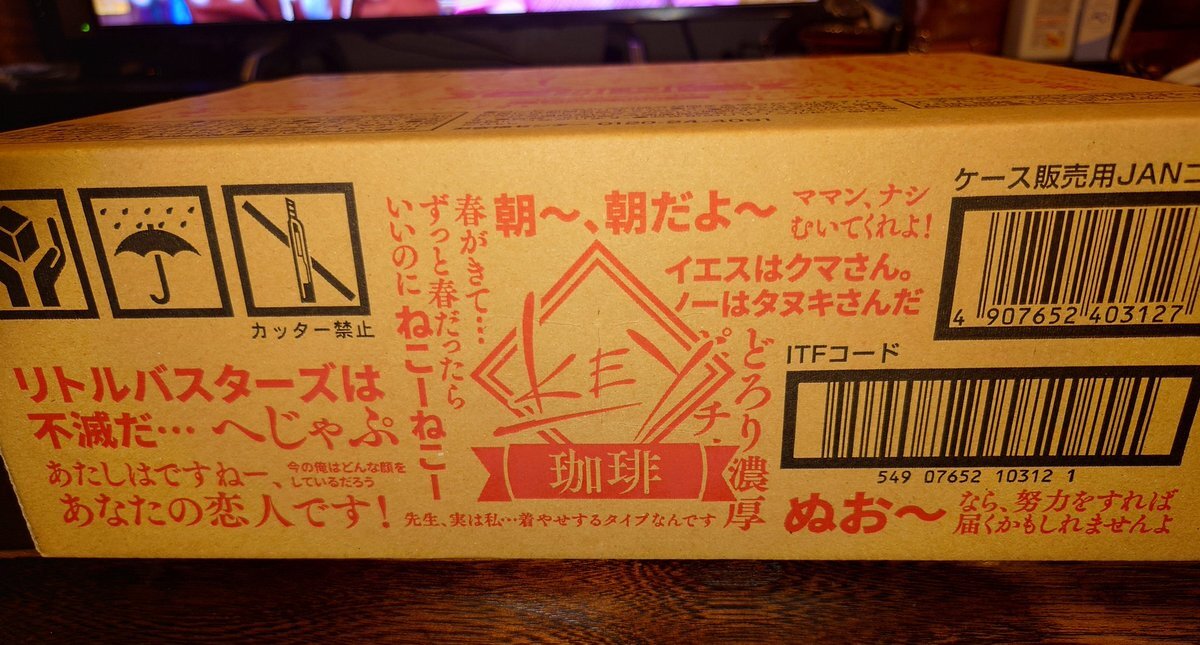 カッター禁止
リトルバスターズは
不滅だ… へじゃぷ
あたしはですねー、
今の俺はどんな顔を
しているだろう
あなたの恋人です！
春がきて…
ずっと春だったら
いいのに
ねこーねこー
朝〜、朝だよ〜
ママン、ナシ
むいてくれよ！
イエスはクマさん。
ノーはタヌキさんだ
KEY
珈琲
パチ
どろり濃厚
先生、実は私…着やせするタイプなんです
ケース販売用JANコ
4 907652 403127
ITFコード
549 07652 10312 1
ぬお〜
なら、努力をすれば
届くかもしれませんよ